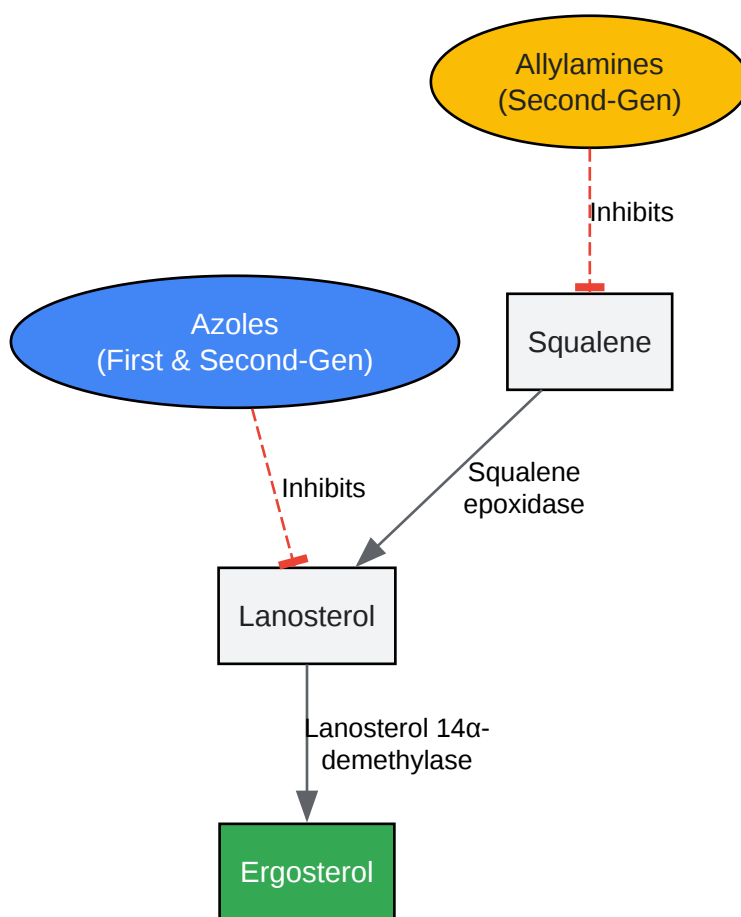 Allylamines
(Second-Gen)
Inhibits
Azoles
(First & Second-Gen)
Squalene
Inhibits
Squalene
epoxidase
Lanosterol
Lanosterol 14α-
demethylase
Ergosterol